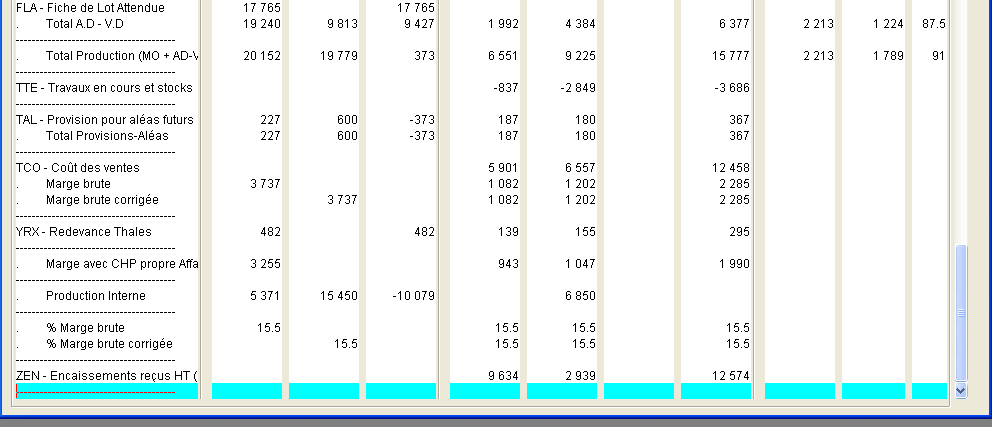 FLA - Fiche de Lot Attendue 17 765 17 765
. Total A.D - V.D 19 240 9 813 9 427 1 992 4 384 6 377 2 213 1 224 87.5
----------------------------------------
. Total Production (MO + AD-V 20 152 19 779 373 6 551 9 225 15 777 2 213 1 789 91
----------------------------------------
TTE - Travaux en cours et stocks -837 -2 849 -3 686
----------------------------------------
TAL - Provision pour aléas futurs 227 600 -373 187 180 367
. Total Provisions-Aléas 227 600 -373 187 180 367
----------------------------------------
TCO - Coût des ventes 5 901 6 557 12 458
. Marge brute 3 737 1 082 1 202 2 285
. Marge brute corrigée 3 737 1 082 1 202 2 285
----------------------------------------
YRX - Redevance Thales 482 482 139 155 295
----------------------------------------
. Marge avec CHP propre Affa 3 255 943 1 047 1 990
----------------------------------------
. Production Interne 5 371 15 450 -10 079 6 850
----------------------------------------
. % Marge brute 15.5 15.5 15.5 15.5
. % Marge brute corrigée 15.5 15.5 15.5 15.5
----------------------------------------
ZEN - Encaissements reçus HT ( 9 634 2 939 12 574
----------------------------------------